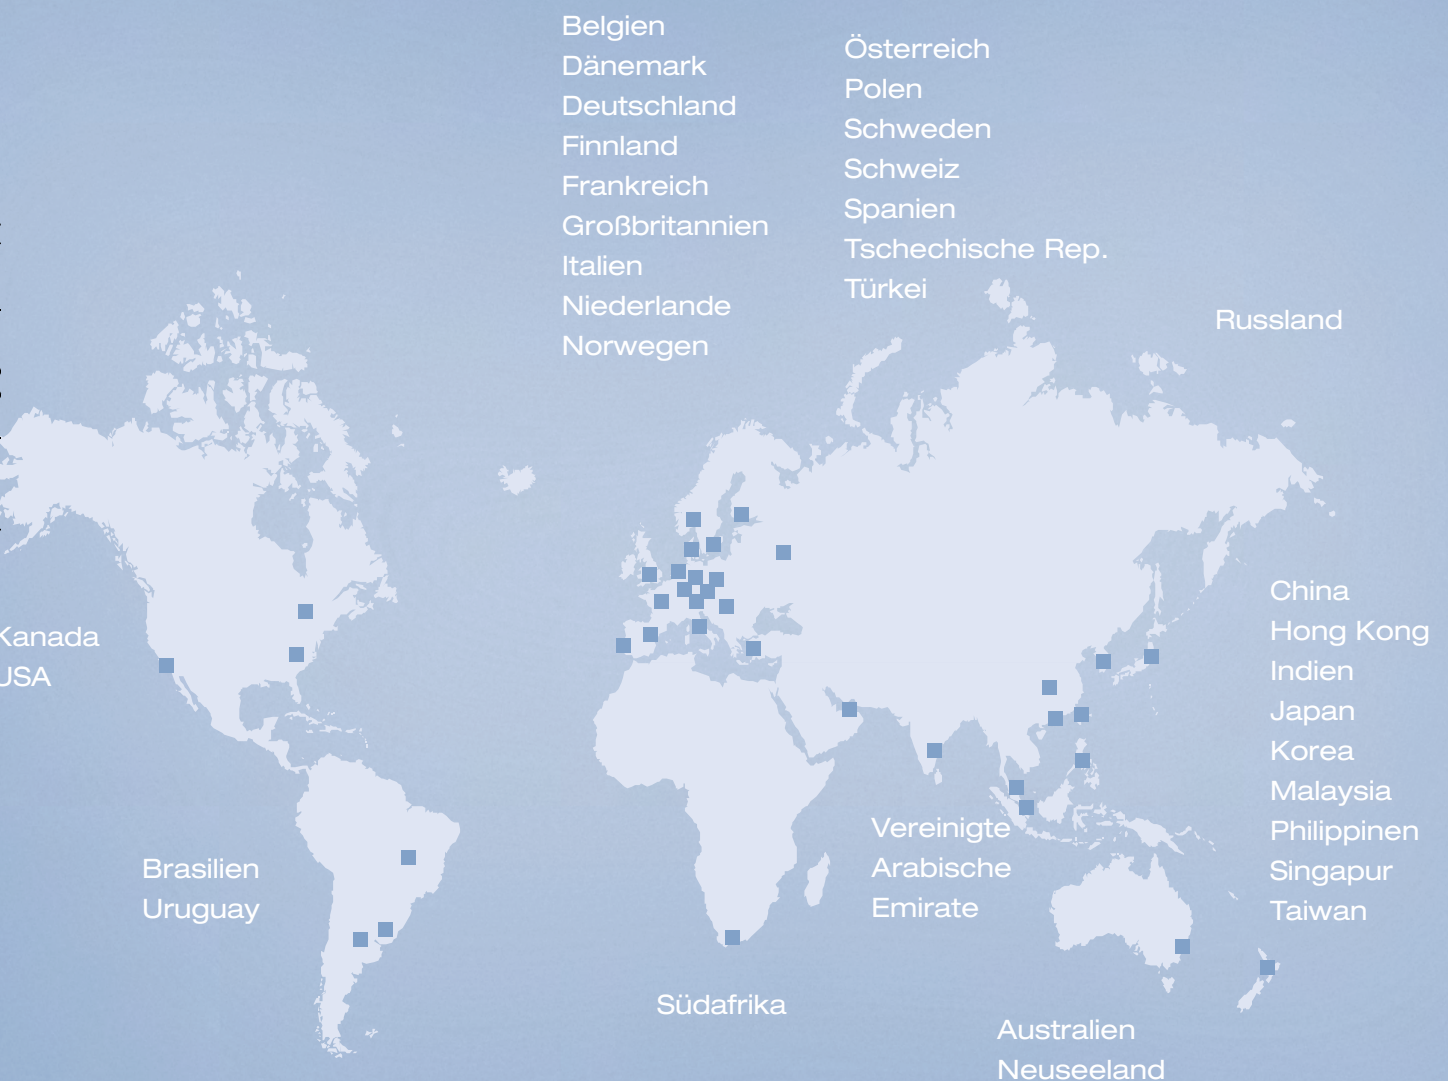 Belgien
Dänemark
Deutschland
Finnland
Frankreich
Großbritannien
Italien
Niederlande
Norwegen
Österreich
Polen
Schweden
Schweiz
Spanien
Tschechische Rep.
Türkei
Russland
Kanada
USA
China
Hong Kong
Indien
Japan
Korea
Malaysia
Philippinen
Singapur
Taiwan
Brasilien
Uruguay
Vereinigte
Arabische
Emirate
Südafrika
Australien
Neuseeland